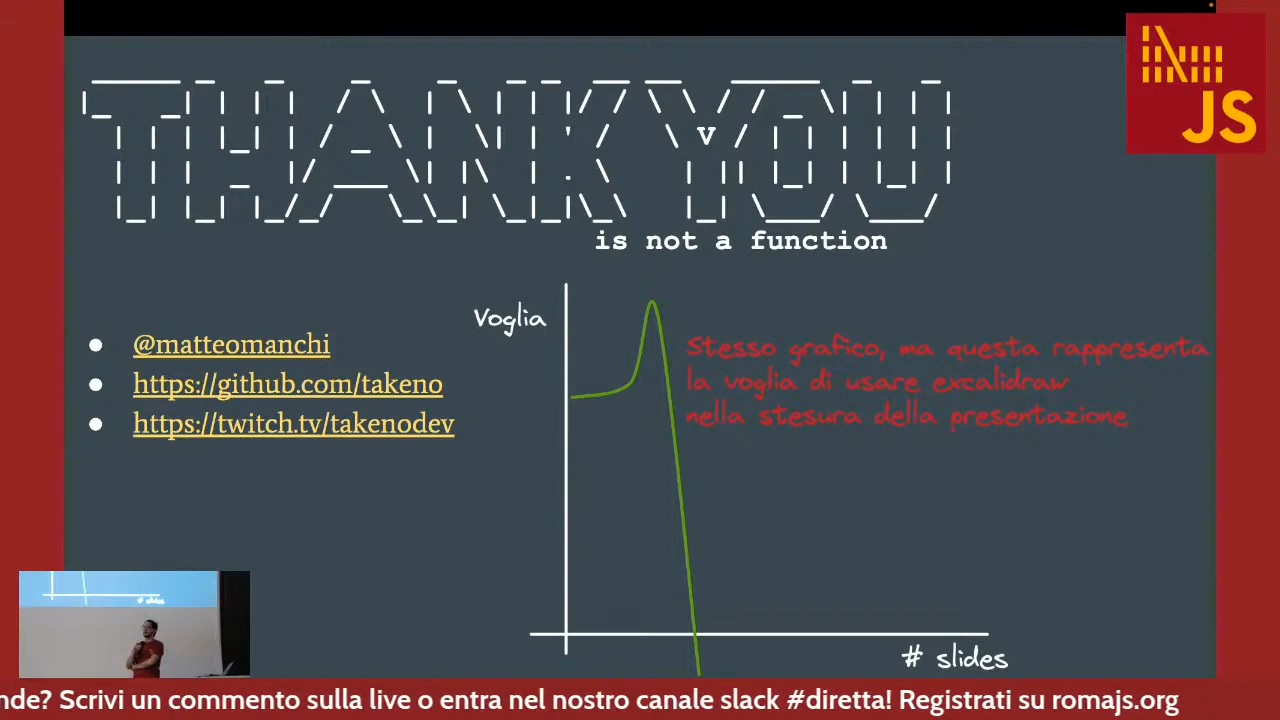 THANK YOU
is not a function
JS
@matteomanchi
https://github.com/takeno
https://twitch.tv/takenodev
Voglia
Stesso grafico, ma questa rappresenta
la voglia di usare excalidraw
nella stesura della presentazione
# slides
# slides
nde? Scrivi un commento sulla live o entra nel nostro canale slack #diretta! Registrati su romajs.org